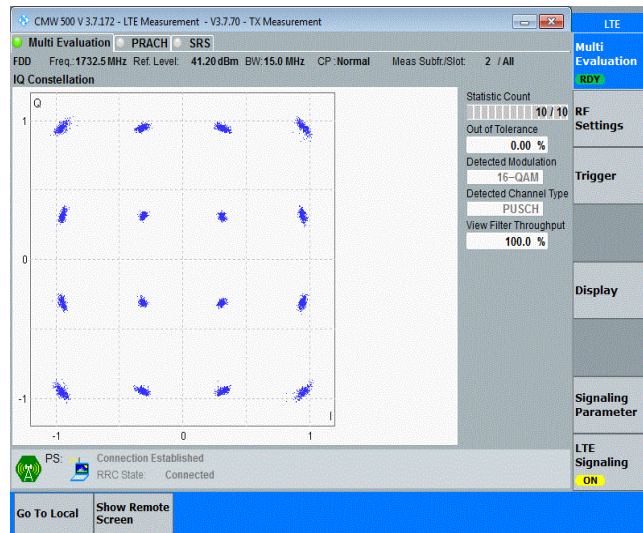 CMW 500 V 3.7.172 - LTE Measurement - V3.7.70 - TX Measurement
LTE
Multi Evaluation PRACH SRS
Multi Evaluation
RDY
FDD Freq.:1732.5 MHz Ref. Level: 41.20 dBm BW:15.0 MHz CP :Normal Meas Subfr./Slot: 2 / All
IQ Constellation
Statistic Count
10 / 10
Out of Tolerance
0.00 %
Detected Modulation
16-QAM
Detected Channel Type
PUSCH
View Filter Throughput
100.0 %
RF Settings
Trigger
Display
Signaling Parameter
LTE Signaling
ON
Q
1
0
-1
I
-1 0 1
PS: Connection Established
RRC State: Connected
Go To Local
Show Remote Screen